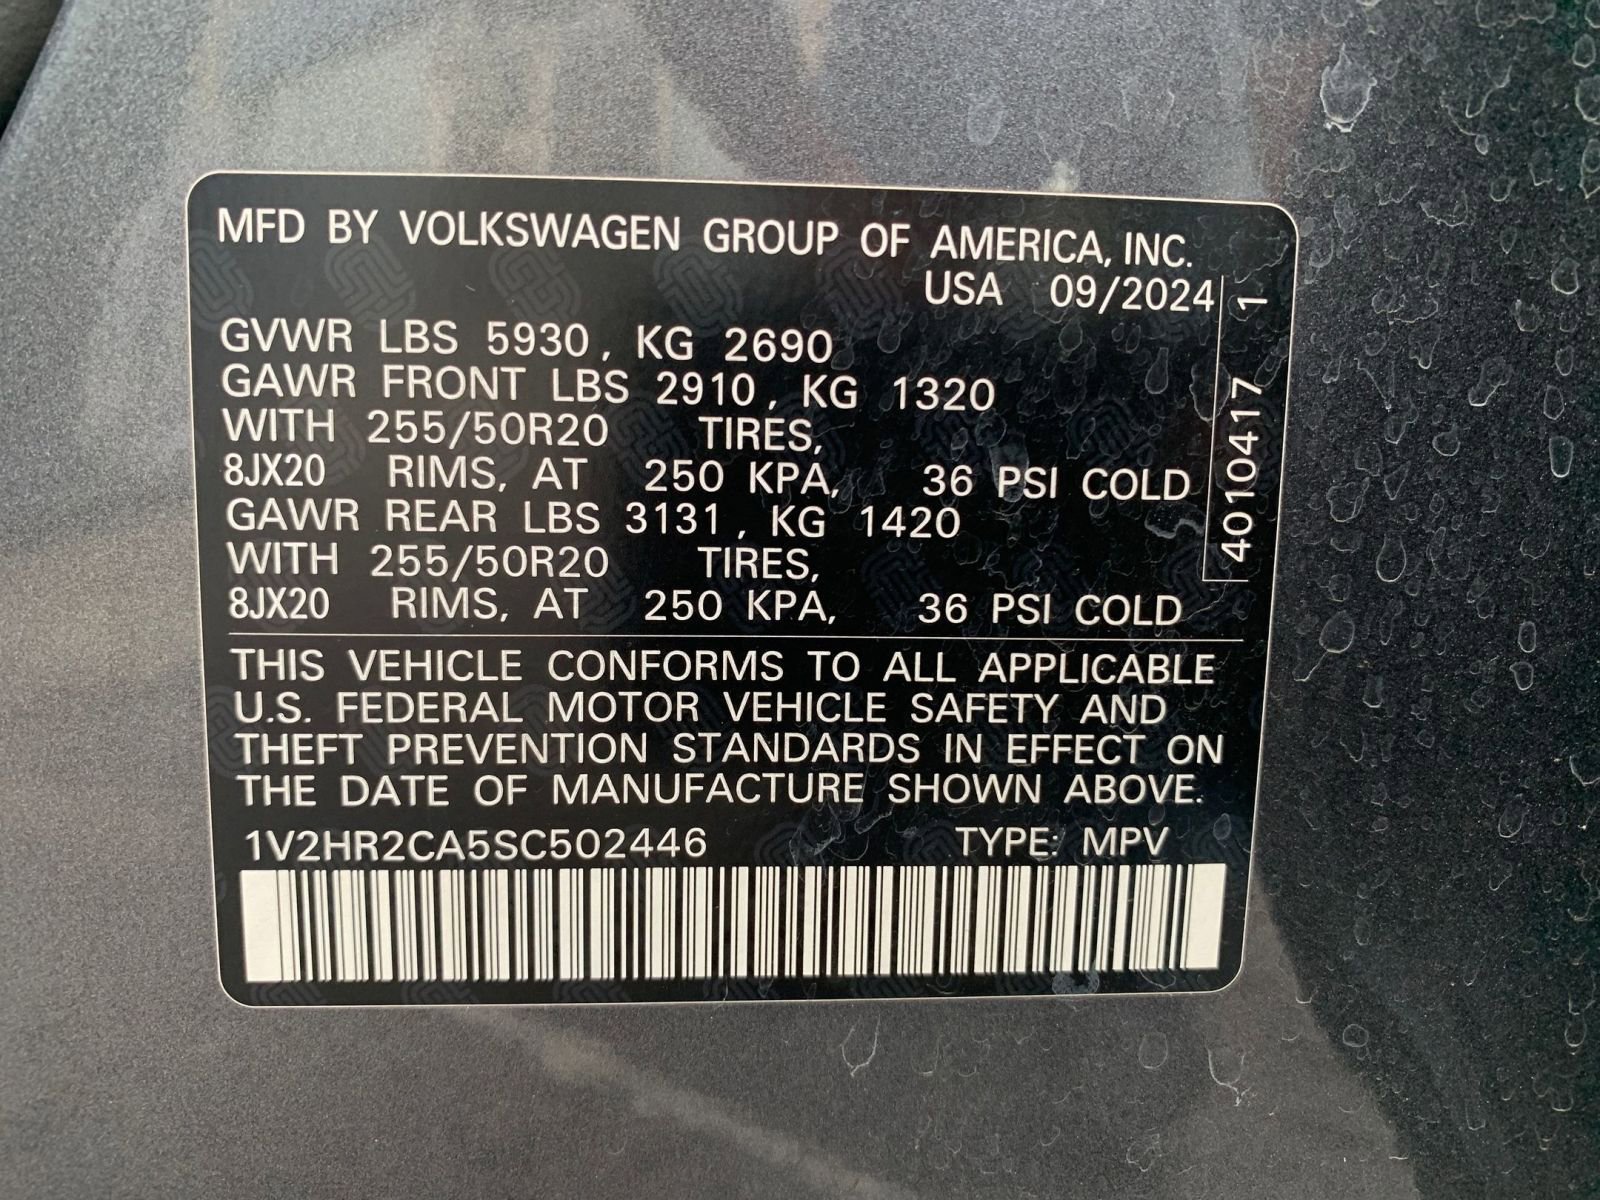 MFD BY VOLKSWAGEN GROUP OF AMERICA, INC.
USA 09/2024
GVWR LBS 5930, KG 2690
GAWR FRONT LBS 2910, KG 1320
WITH 255/50R20 TIRES,
8JX20 RIMS, AT 250 KPA, 36 PSI COLD
GAWR REAR LBS 3131, KG 1420
WITH 255/50R20 TIRES,
8JX20 RIMS, AT 250 KPA, 36 PSI COLD
4010417 1
THIS VEHICLE CONFORMS TO ALL APPLICABLE
U.S. FEDERAL MOTOR VEHICLE SAFETY AND
THEFT PREVENTION STANDARDS IN EFFECT ON
THE DATE OF MANUFACTURE SHOWN ABOVE.
1V2HR2CA5SC502446 TYPE: MPV